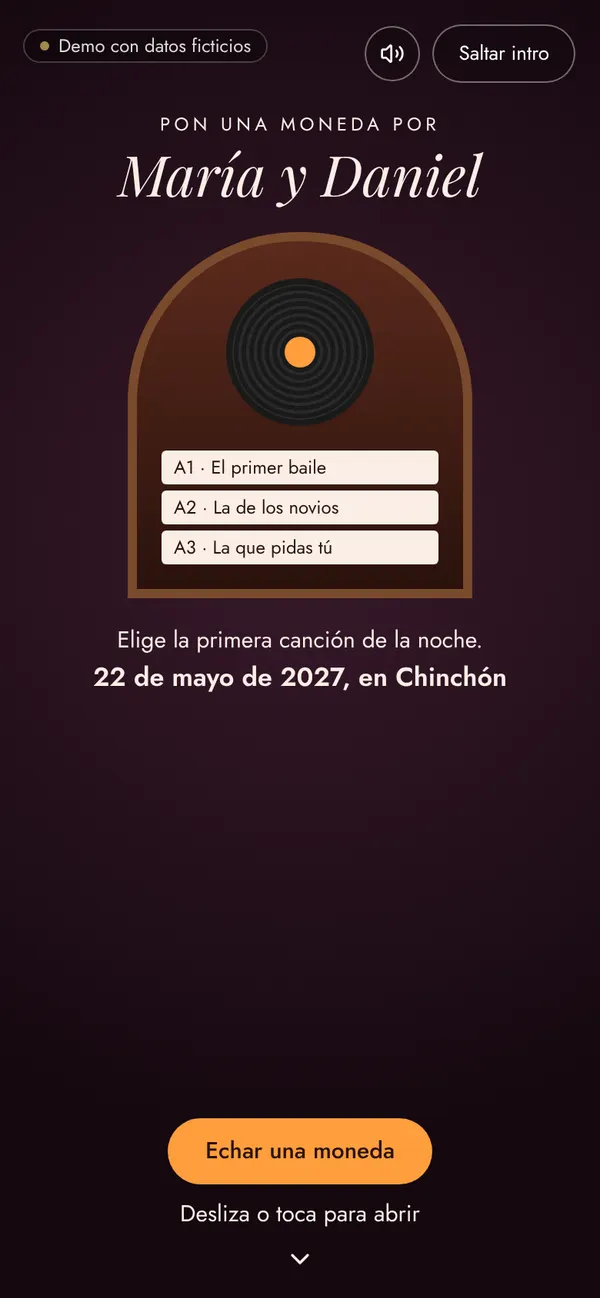 Demo con datos ficticios
Saltar intro
PON UNA MONEDA POR
María y Daniel
A1 · El primer baile
A2 · La de los novios
A3 · La que pidas tú
Elige la primera canción de la noche.
22 de mayo de 2027, en Chinchón
Echar una moneda
Desliza o toca para abrir